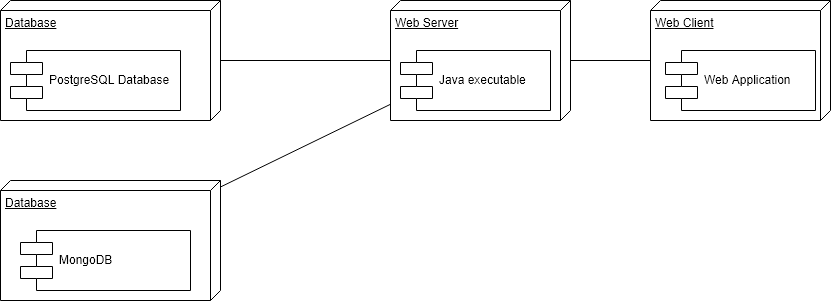 Database
PostgreSQL Database
Web Server
Java executable
Web Client
Web Application
Database
MongoDB